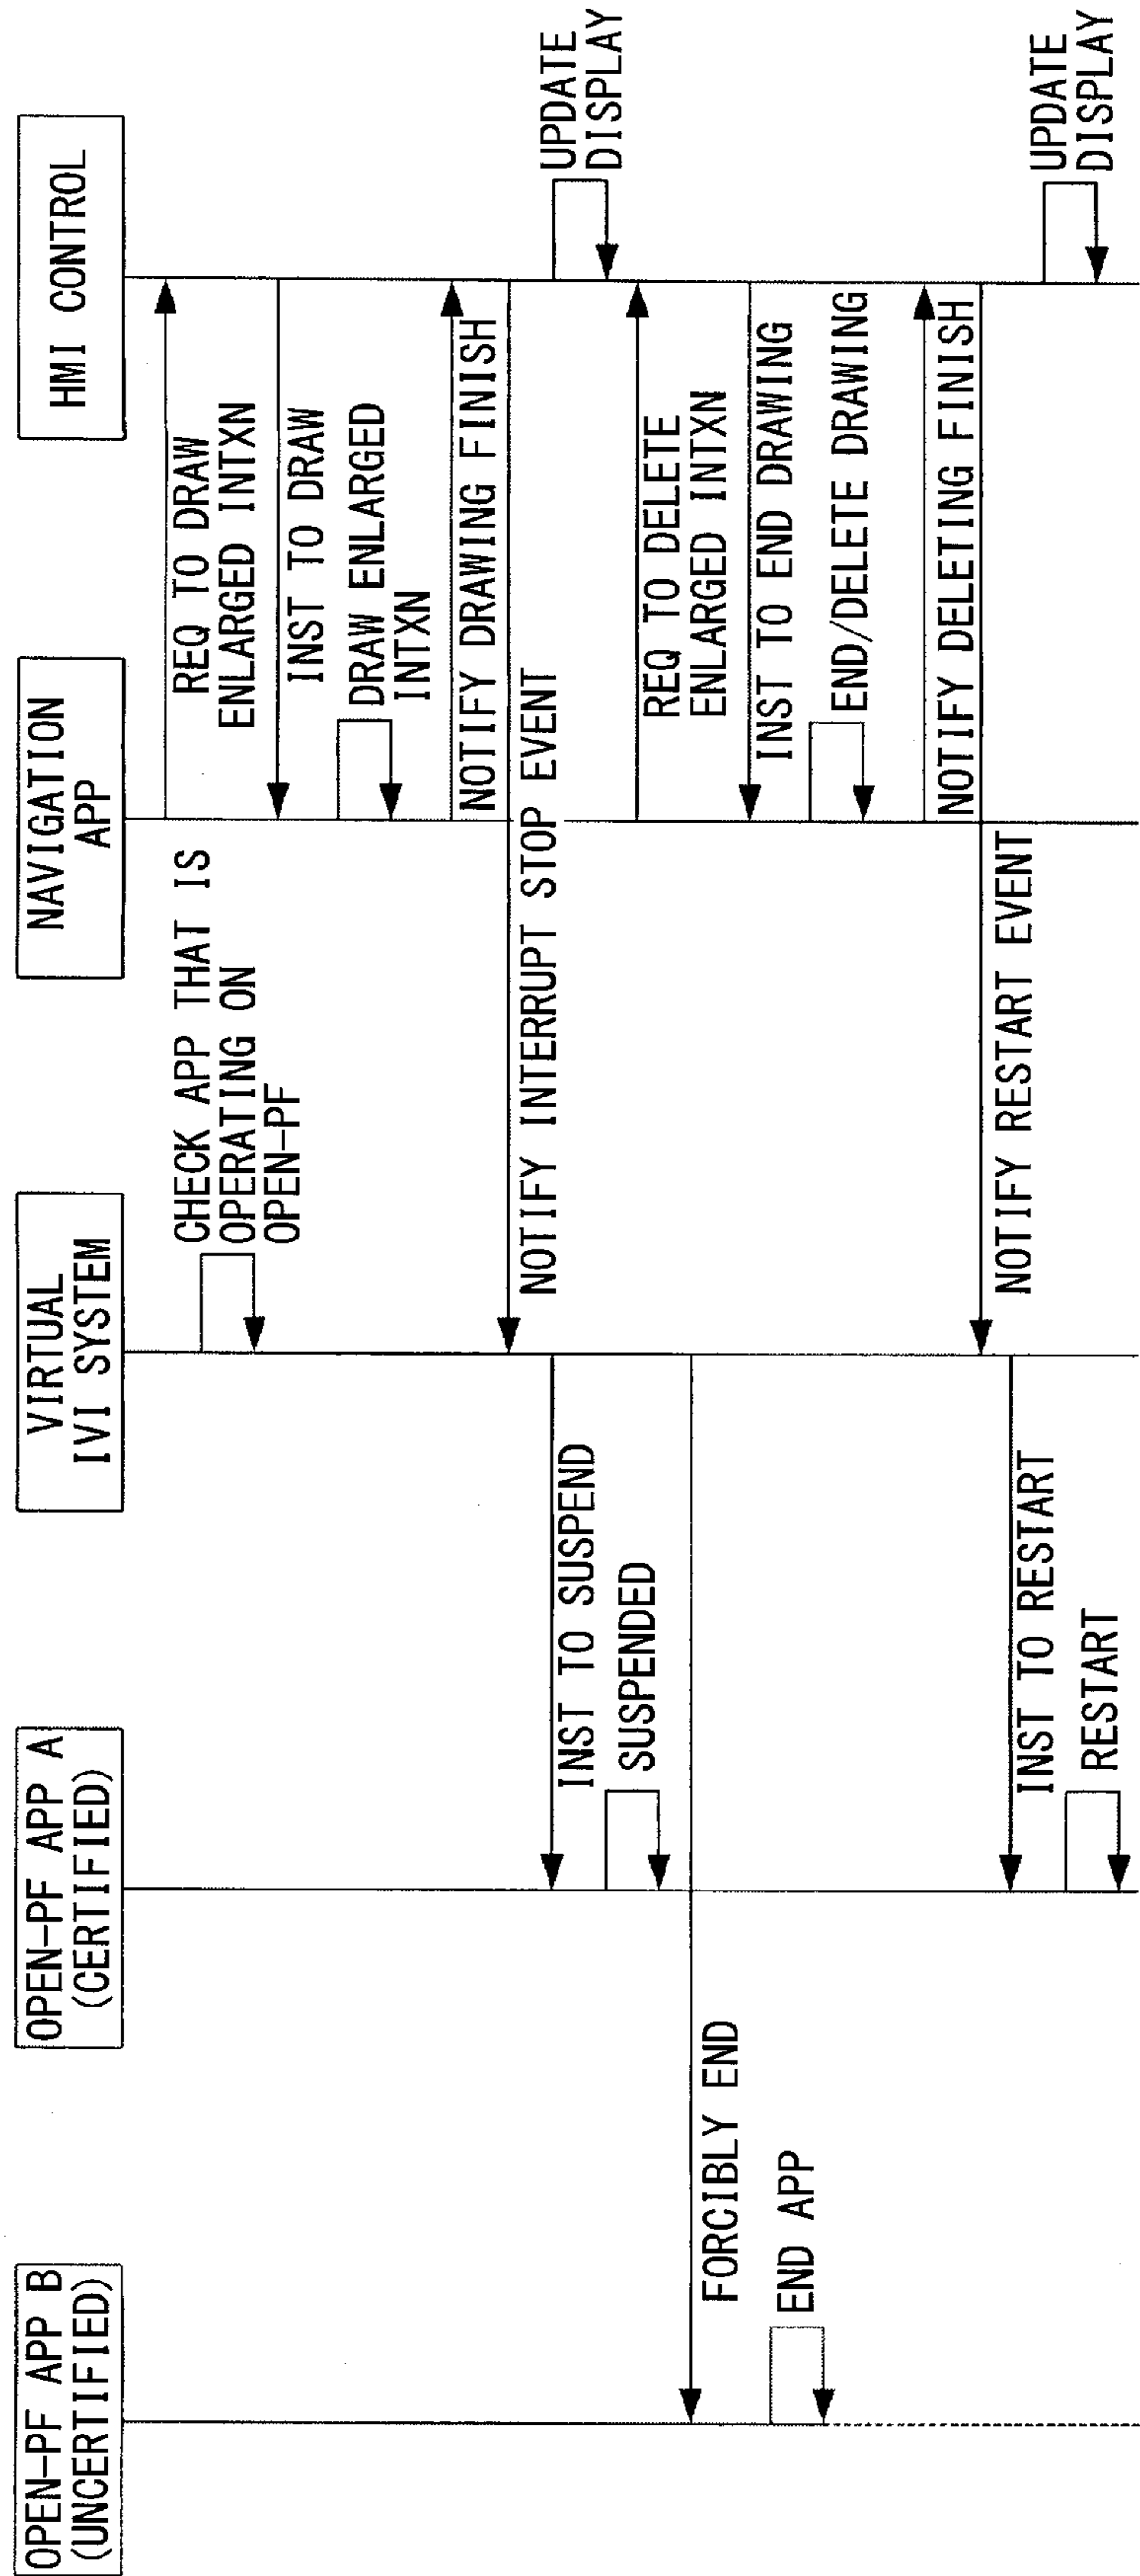 OPEN-PF APP B
(UNCERTIFIED)
OPEN-PF APP A
(CERTIFIED)
VIRTUAL
IVI SYSTEM
NAVIGATION
APP
HMI CONTROL
REQ TO DRAW
ENLARGED INTXN
CHECK APP THAT IS
OPERATING ON
OPEN-PF
INST TO DRAW
DRAW ENLARGED
INTXN
NOTIFY DRAWING FINISH
NOTIFY INTERRUPT STOP EVENT
UPDATE
DISPLAY
INST TO SUSPEND
SUSPENDED
REQ TO DELETE
ENLARGED INTXN
FORCIBLY END
INST TO END DRAWING
END APP
END/DELETE DRAWING
NOTIFY DELETING FINISH
NOTIFY RESTART EVENT
INST TO RESTART
UPDATE
DISPLAY
RESTART